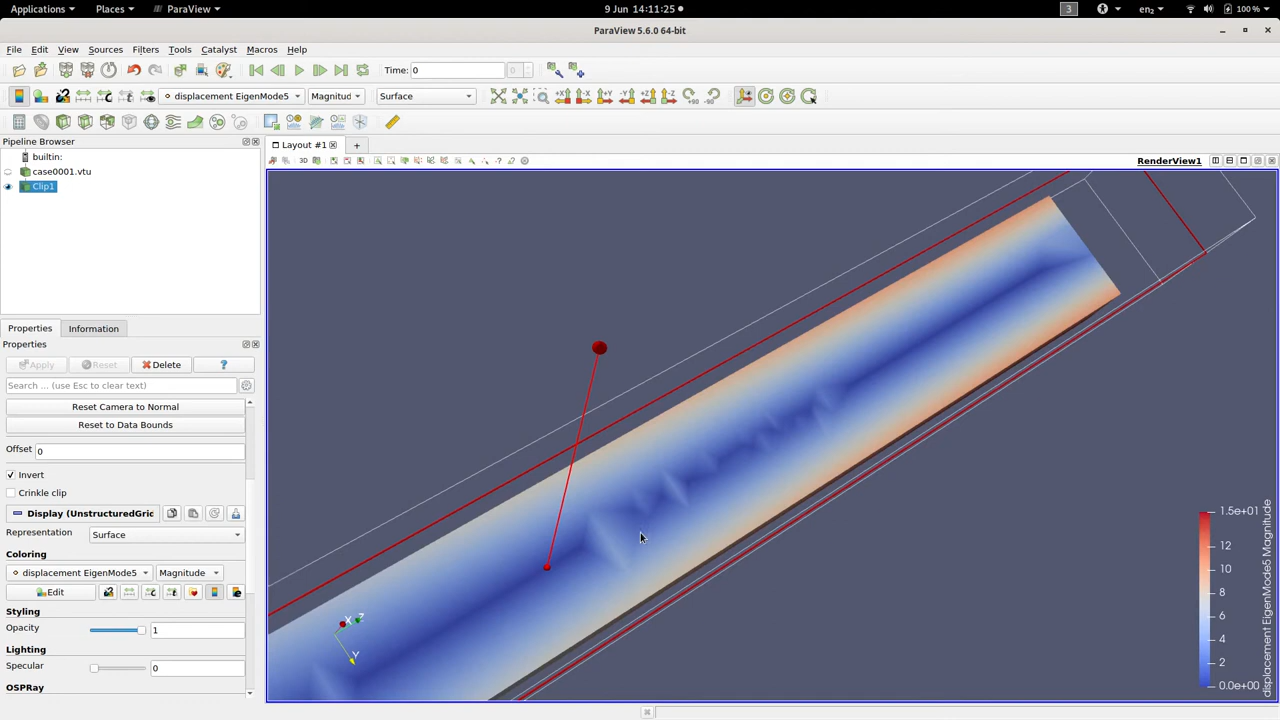 Applications Places ParaView 9 Jun 14:11:25 3 en2 100 %
ParaView 5.6.0 64-bit
File Edit View Sources Filters Tools Catalyst Macros Help
Time: 0 0
displacement EigenMode5 Magnitud Surface
Pipeline Browser
builtin:
case0001.vtu
Clip1
Layout #1
3D
RenderView1
Properties Information
Properties
Apply Reset Delete ?
Search ... (use Esc to clear text)
Reset Camera to Normal
Reset to Data Bounds
Offset 0
Invert
Crinkle clip
Display (UnstructuredGric
Representation Surface
Coloring
displacement EigenMode5 Magnitude
Edit
Styling
Opacity 1
Lighting
Specular 0
OSPRay
X Z
Y
1.5e+01
12
10
8
6
4
2
0.0e+00
displacement EigenMode5 Magnitude